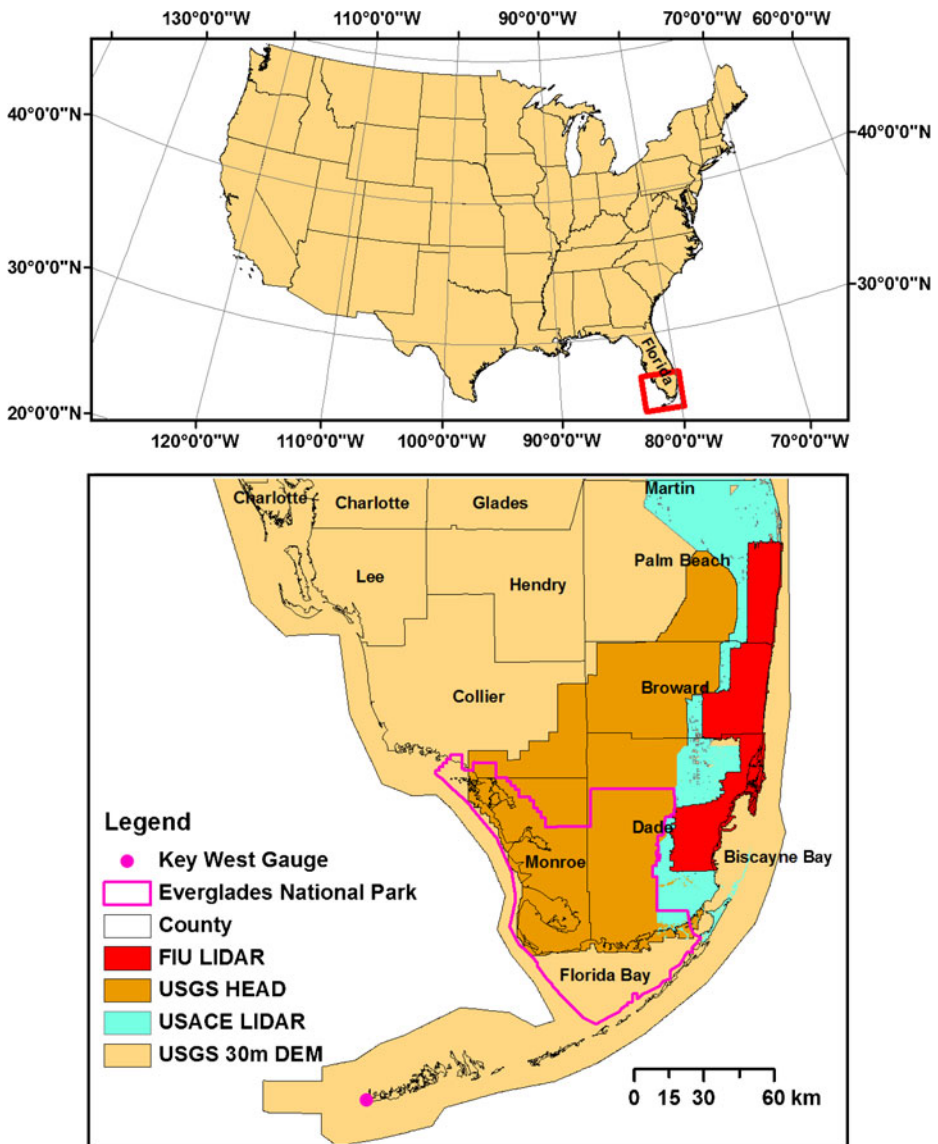 130°0'0"W 110°0'0"W 90°0'0"W 70°0'0"W 60°0'0"W
40°0'0"N
40°0'0"N
30°0'0"N
30°0'0"N
20°0'0"N
Florida
120°0'0"W 110°0'0"W 100°0'0"W 90°0'0"W 80°0'0"W 70°0'0"W
Charlotte Charlotte Glades Martin
Palm Beach
Lee Hendry
Collier Broward
Dade
Monroe Biscayne Bay
Florida Bay
Legend
Key West Gauge
Everglades National Park
County
FIU LIDAR
USGS HEAD
USACE LIDAR
USGS 30m DEM
0 15 30 60 km